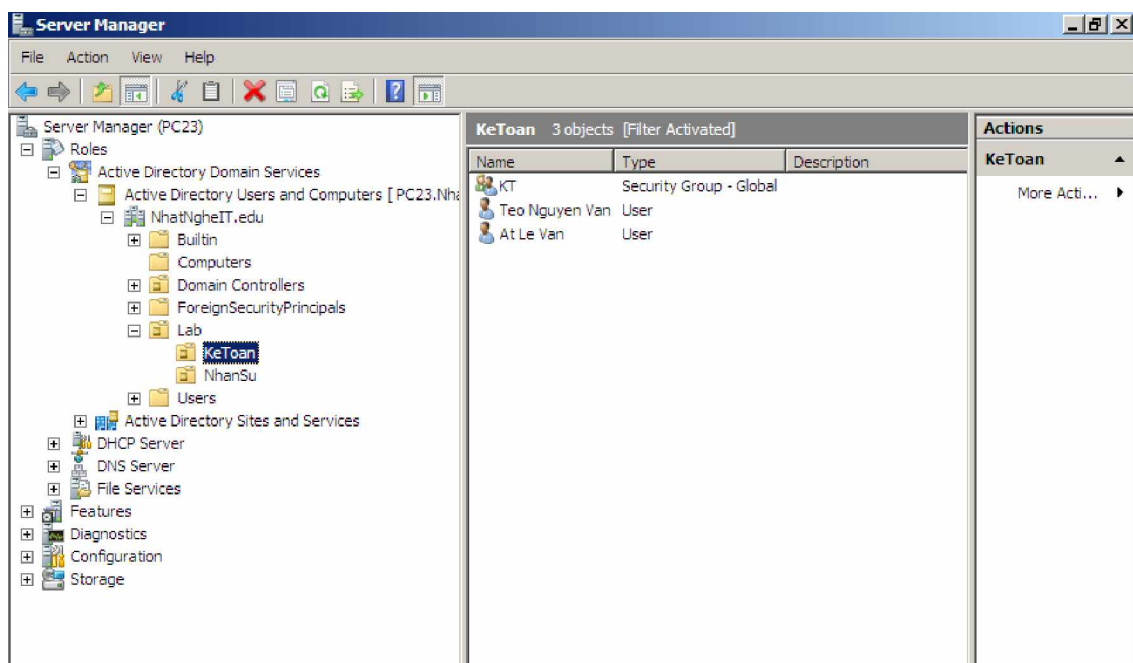 Server Manager
File Action View Help
Server Manager (PC23)
Roles
Active Directory Domain Services
Active Directory Users and Computers [ PC23.Nha
NhatNgheIT.edu
Builtin
Computers
Domain Controllers
ForeignSecurityPrincipals
Lab
KeToan
NhanSu
Users
Active Directory Sites and Services
DHCP Server
DNS Server
File Services
Features
Diagnostics
Configuration
Storage
KeToan 3 objects [Filter Activated]
Name Type Description
KT Security Group - Global
Teo Nguyen Van User
At Le Van User
Actions
KeToan
More Acti...